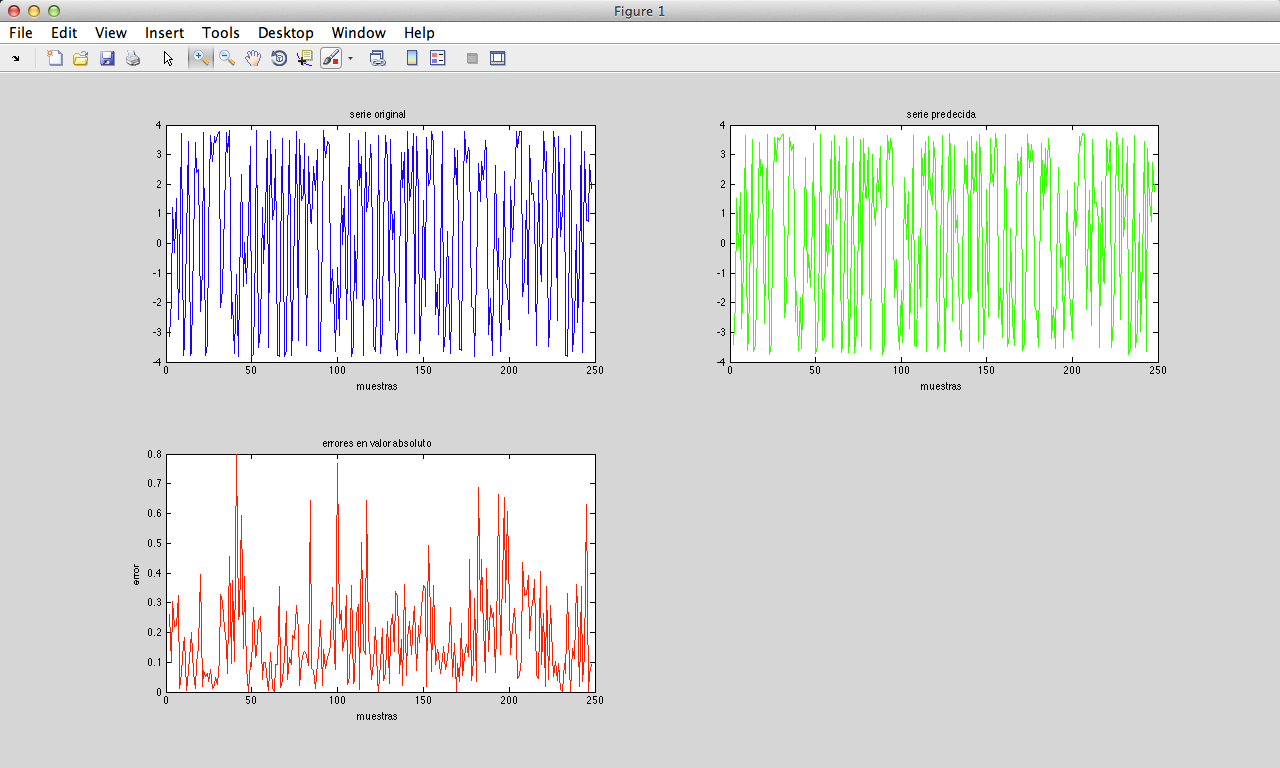 Figure 1
File Edit View Insert Tools Desktop Window Help
serie original
4
3
2
1
0
-1
-2
-3
-4
0 50 100 150 200 250
muestras
serie predecida
4
3
2
1
0
-1
-2
-3
-4
0 50 100 150 200 250
muestras
errores en valor absoluto
0.8
0.7
0.6
0.5
0.4
0.3
0.2
0.1
0
error
0 50 100 150 200 250
muestras